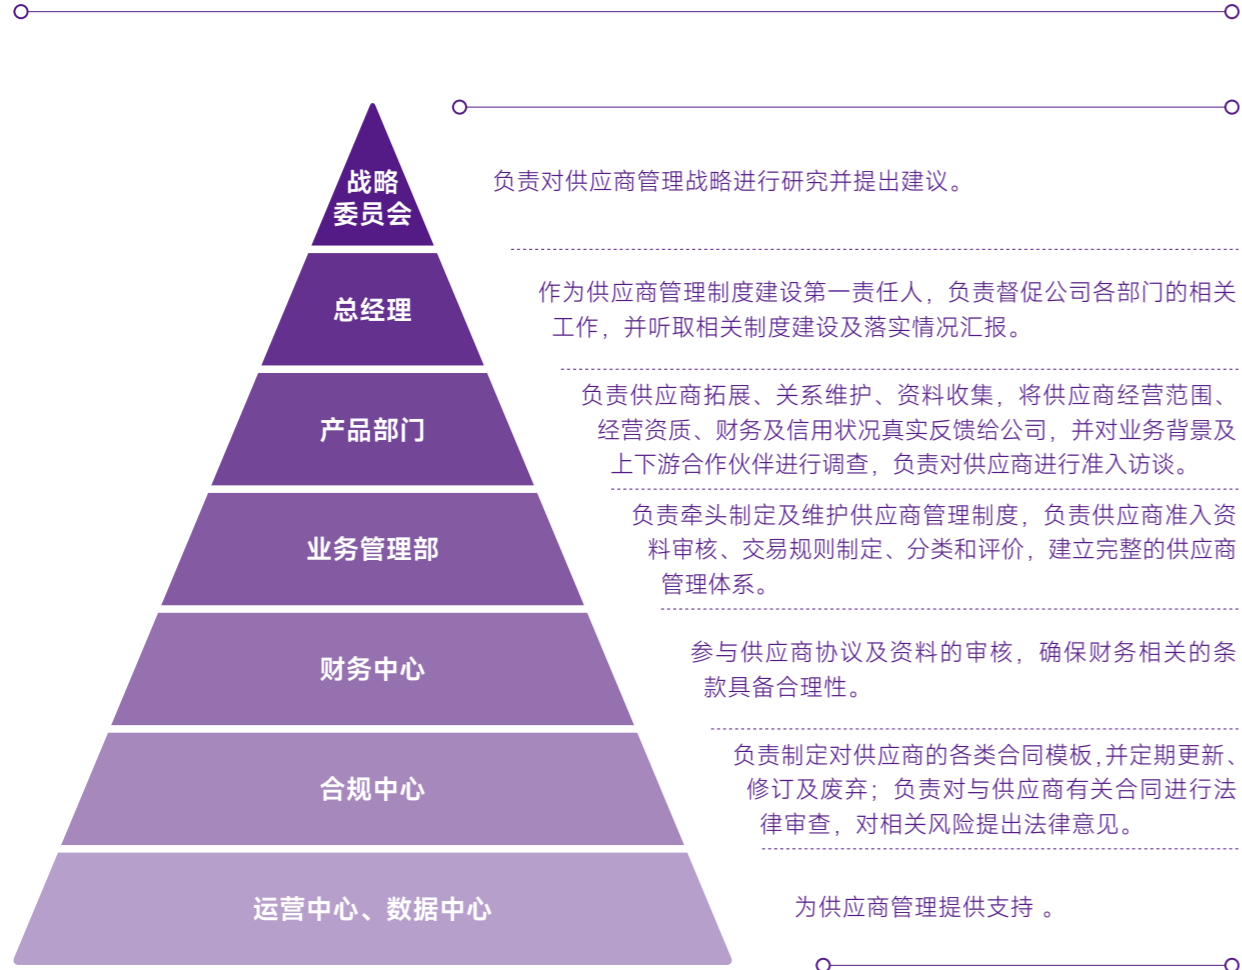 战略
委员会
负责对供应商管理战略进行研究并提出建议。
总经理
作为供应商管理制度建设第一责任人，负责督促公司各部门的相关
工作，并听取相关制度建设及落实情况汇报。
产品部门
负责供应商拓展、关系维护、资料收集，将供应商经营范围、
经营资质、财务及信用状况真实反馈给公司，并对业务背景及
上下游合作伙伴进行调查，负责对供应商进行准入访谈。
业务管理部
负责牵头制定及维护供应商管理制度，负责供应商准入资
料审核、交易规则制定、分类和评价，建立完整的供应商
管理体系。
财务中心
参与供应商协议及资料的审核，确保财务相关的条
款具备合理性。
合规中心
负责制定对供应商的各类合同模板,并定期更新、
修订及废弃；负责对与供应商有关合同进行法
律审查，对相关风险提出法律意见。
运营中心、数据中心
为供应商管理提供支持 。